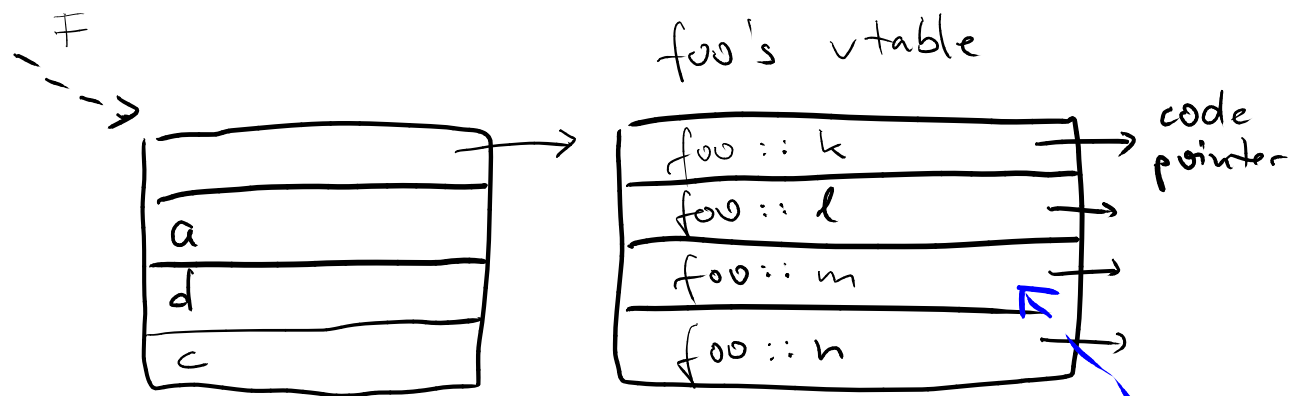 F
foo's vtable
code
pointer
foo :: k
foo :: l
foo :: m
foo :: n
a
d
c